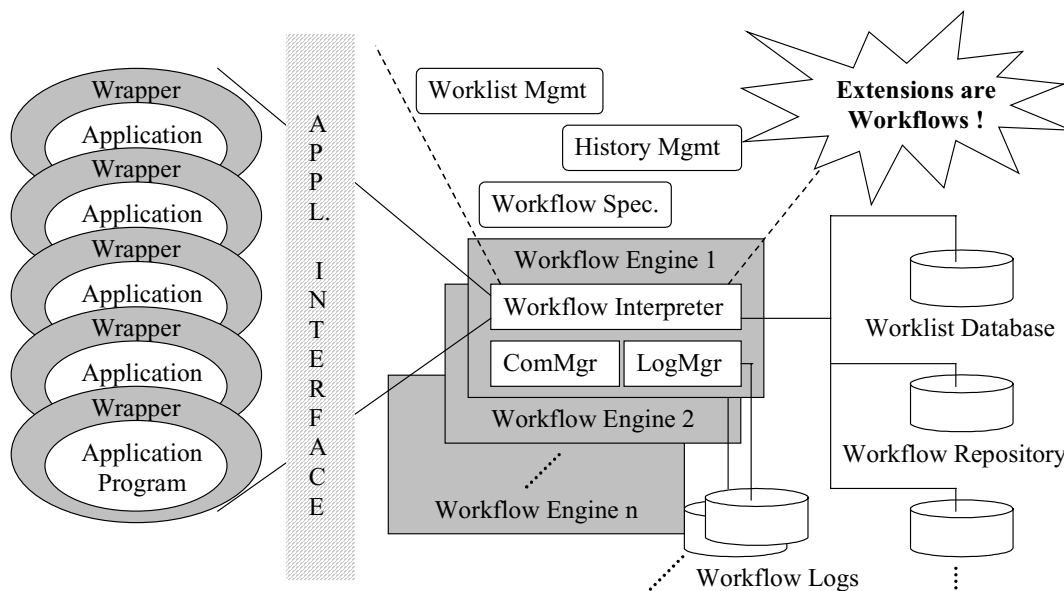 Wrapper
Application
Wrapper
Application
Wrapper
Application
Wrapper
Application
Wrapper
Application
Program
APPL. INTERFACE
Worklist Mgmt
History Mgmt
Workflow Spec.
Extensions are
Workflows !
Workflow Engine 1
Workflow Interpreter
ComMgr
LogMgr
Workflow Engine 2
Workflow Engine n
Workflow Logs
Worklist Database
Workflow Repository